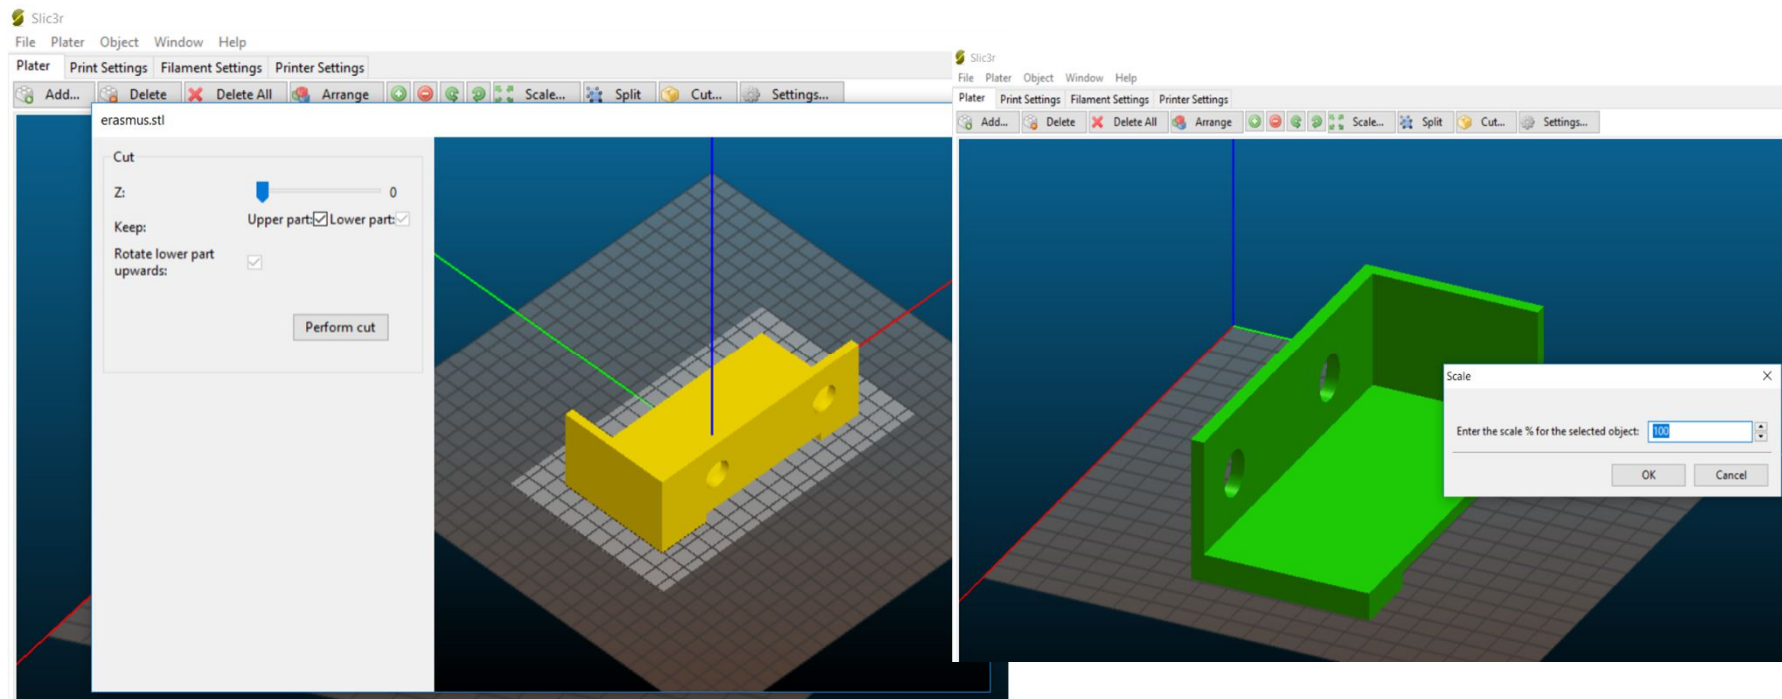 Slic3r
File Plater Object Window Help
Plater Print Settings Filament Settings Printer Settings
Add... Delete Delete All Arrange Scale... Split Cut... Settings...
erasmus.stl
Cut
Z: 0
Keep: Upper part: Lower part:
Rotate lower part
upwards:
Perform cut
Slic3r
File Plater Object Window Help
Plater Print Settings Filament Settings Printer Settings
Add... Delete Delete All Arrange Scale... Split Cut... Settings...
Scale
Enter the scale % for the selected object: 100
OK Cancel